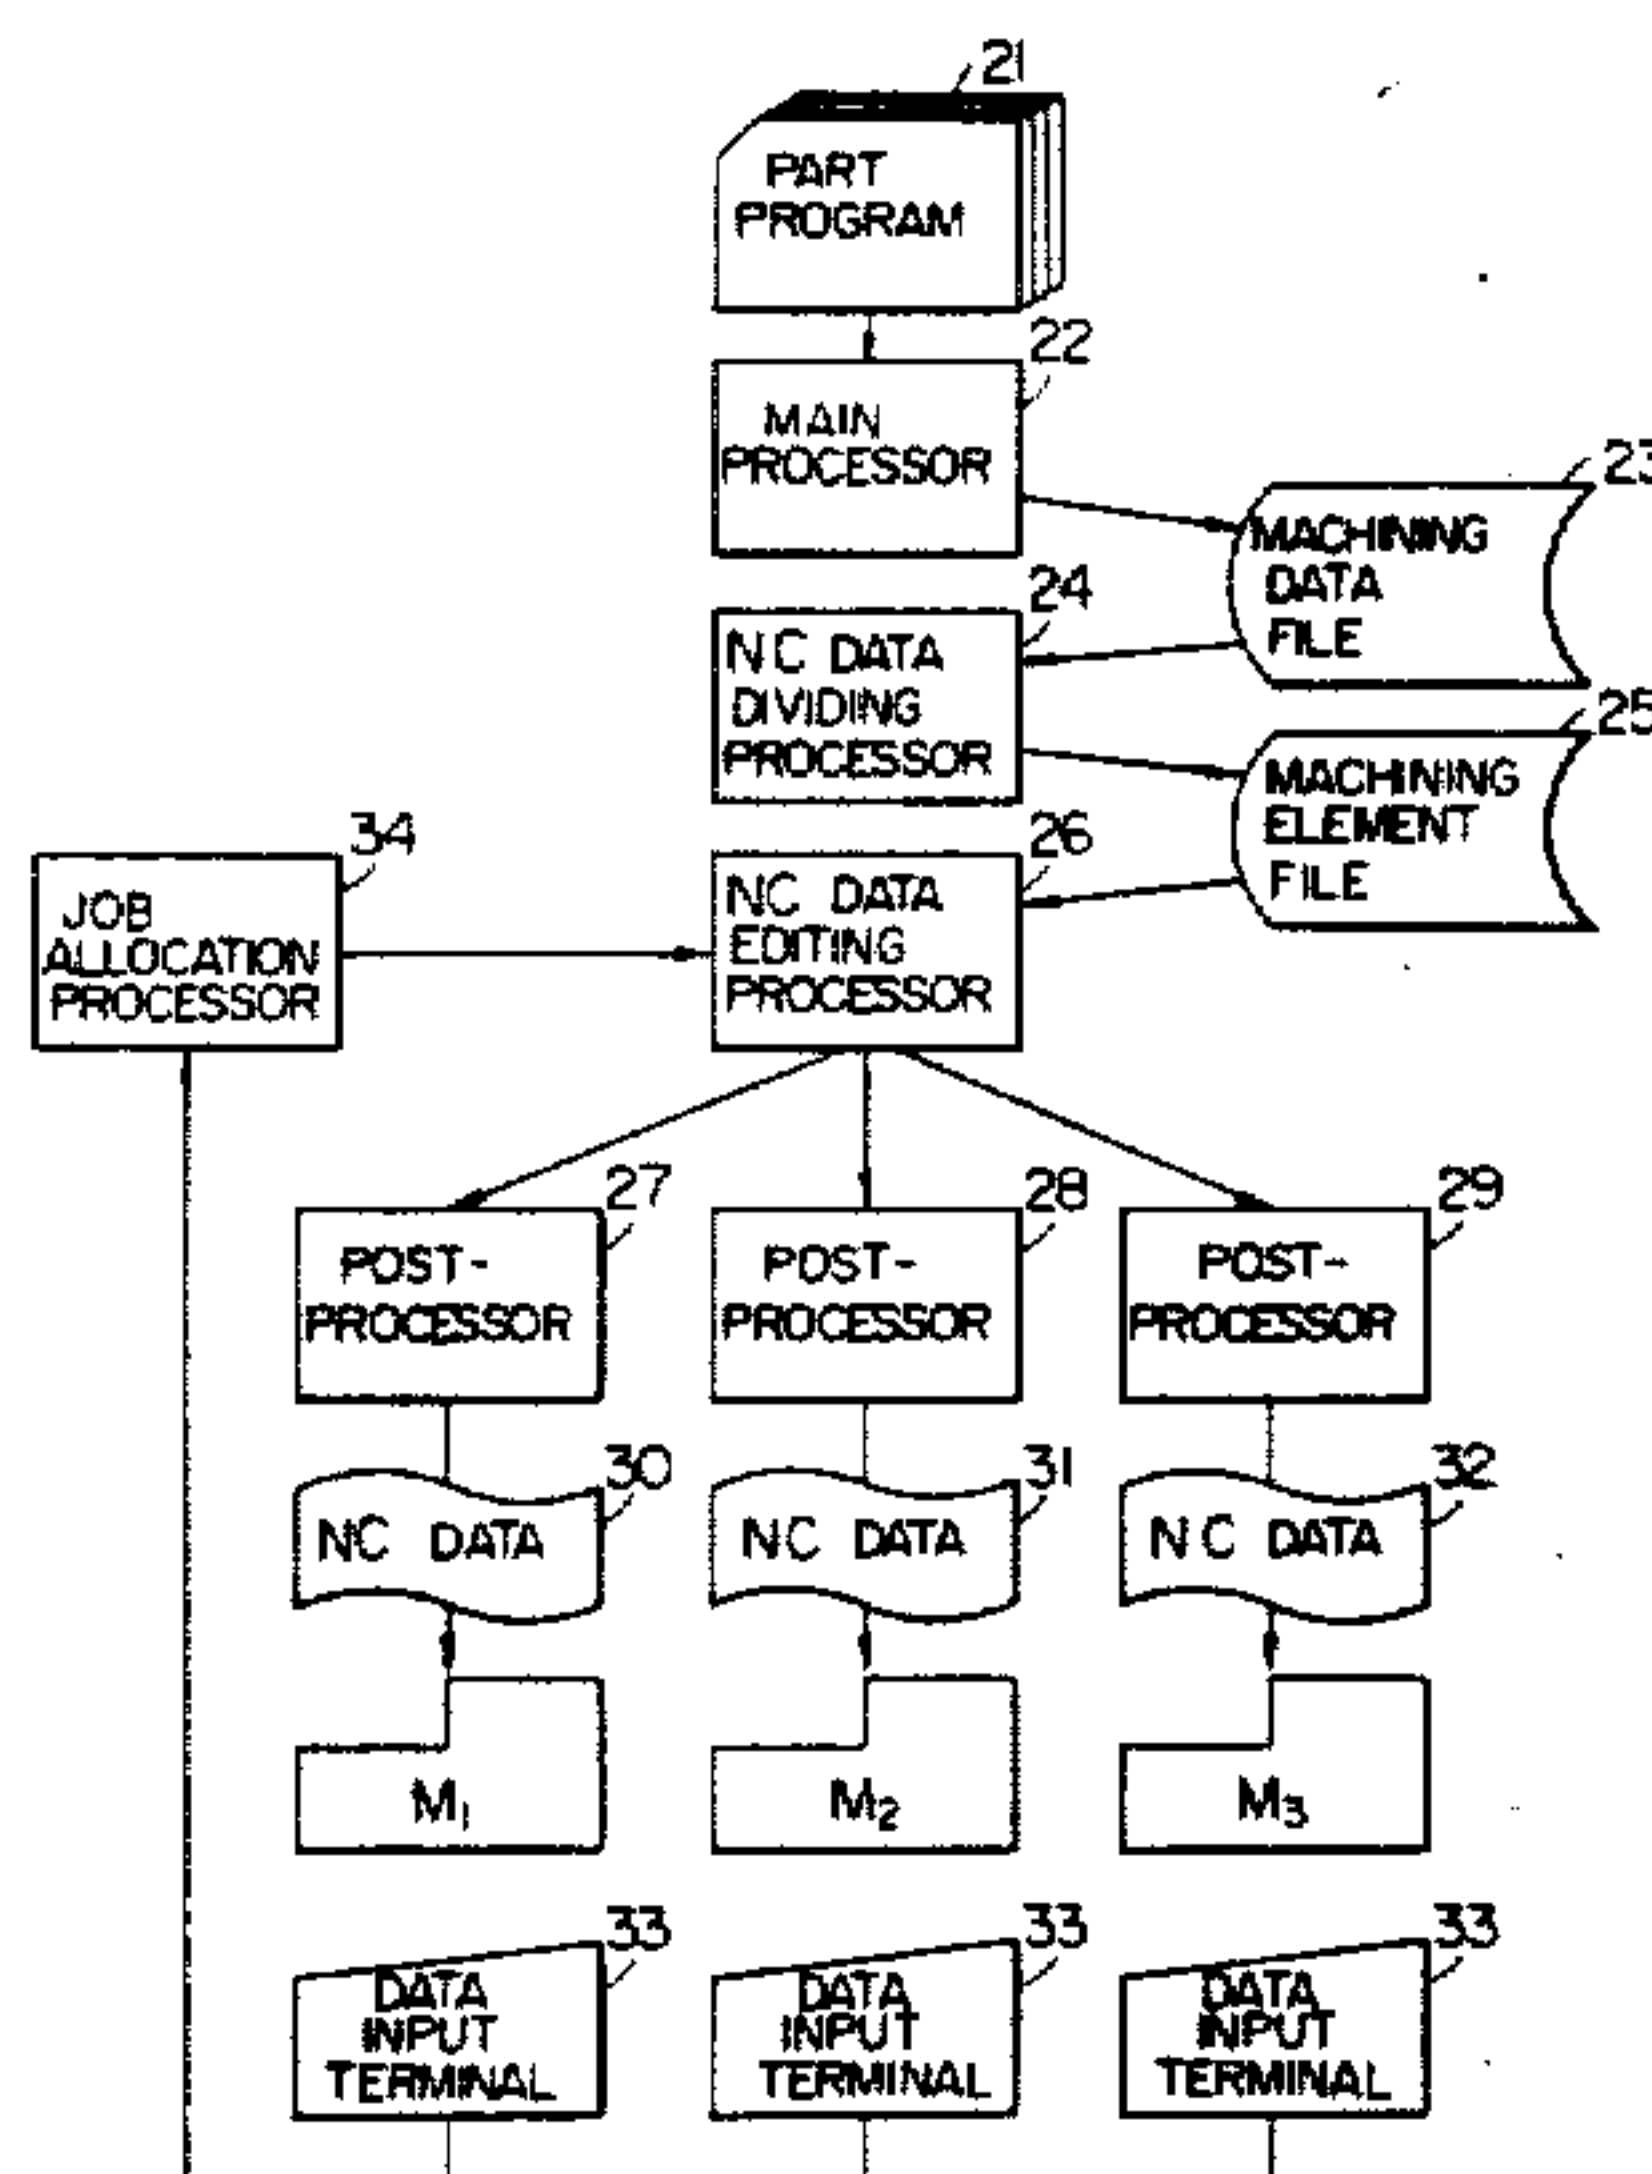 21
PART
PROGRAM
22
MAIN
PROCESSOR
23
MACHINING
DATA
FILE
24
NC DATA
DIVIDING
PROCESSOR
25
MACHINING
ELEMENT
FILE
34
JOB
ALLOCATION
PROCESSOR
26
NC DATA
EDITING
PROCESSOR
27
POST-
PROCESSOR
28
POST-
PROCESSOR
29
POST-
PROCESSOR
30
NC DATA
31
NC DATA
32
NC DATA
M1
M2
M3
33
DATA
INPUT
TERMINAL
33
DATA
INPUT
TERMINAL
33
DATA
INPUT
TERMINAL